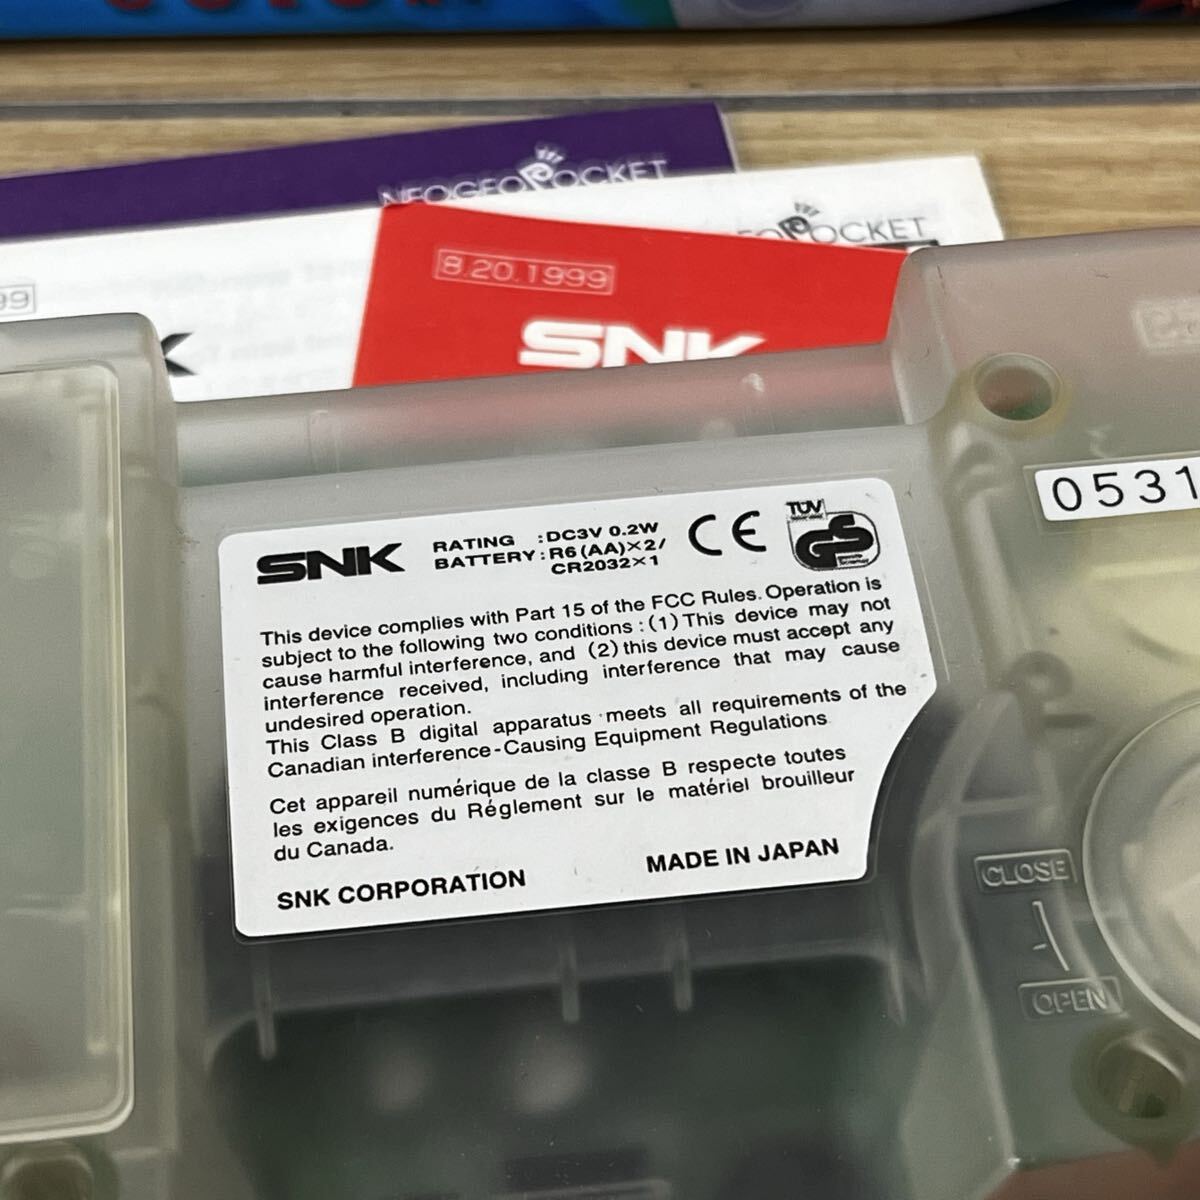 COLOR
NEOGEOPOCKET
POCKET
99
8.20.1999
SNK
K
0531
SNK
RATING :DC3V 0.2W
BATTERY:R6(AA)×2/
CR2032×1
CE
TÜV
GS
This device complies with Part 15 of the FCC Rules. Operation is
subject to the following two conditions : (1) This device may not
cause harmful interference, and (2) this device must accept any
interference received, including interference that may cause
undesired operation.
This Class B digital apparatus meets all requirements of the
Canadian interference-Causing Equipment Regulations
Cet appareil numérique de la classe B respecte toutes
les exigences du Réglement sur le matériel brouilleur
du Canada.
SNK CORPORATION
MADE IN JAPAN
CLOSE
OPEN